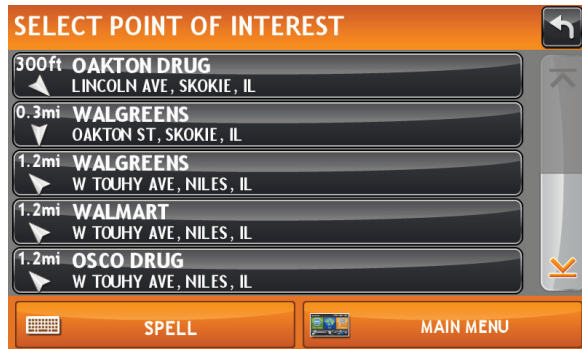 SELECT POINT OF INTEREST
300ft OAKTON DRUG
LINCOLN AVE, SKOKIE, IL
0.3mi WALGREENS
OAKTON ST, SKOKIE, IL
1.2mi WALGREENS
W TOUHY AVE, NILES, IL
1.2mi WALMART
W TOUHY AVE, NILES, IL
1.2mi OSCO DRUG
W TOUHY AVE, NILES, IL
SPELL
MAIN MENU